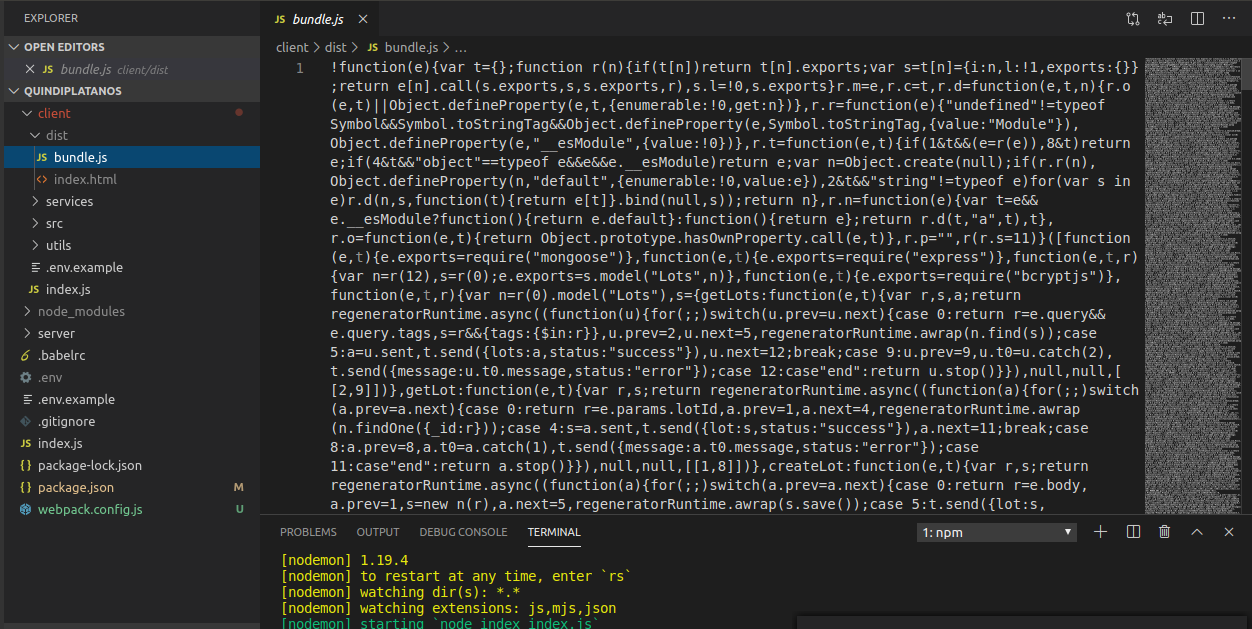 EXPLORER
OPEN EDITORS
JS bundle.js client/dist
QUINDIPLATANOS
client
dist
JS bundle.js
<> index.html
services
src
utils
.env.example
JS index.js
node_modules
server
.babelrc
.env
.env.example
.gitignore
JS index.js
{} package-lock.json
{} package.json M
webpack.config.js U
JS bundle.js
client > dist > JS bundle.js > ...
1 !function(e){var t={};function r(n){if(t[n])return t[n].exports;var s=t[n]={i:n,l:!1,exports:{}}
;return e[n].call(s.exports,s,s.exports,r),s.l=!0,s.exports}r.m=e,r.c=t,r.d=function(e,t,n){r.o
(e,t)||Object.defineProperty(e,t,{enumerable:!0,get:n})},r.r=function(e){"undefined"!=typeof
Symbol&&Symbol.toStringTag&&Object.defineProperty(e,Symbol.toStringTag,{value:"Module"}),
Object.defineProperty(e,"__esModule",{value:!0})},r.t=function(e,t){if(1&t&&(e=r(e)),8&t)return
e;if(4&t&&"object"==typeof e&&e&&e.__esModule)return e;var n=Object.create(null);if(r.r(n),
Object.defineProperty(n,"default",{enumerable:!0,value:e}),2&t&&"string"!=typeof e)for(var s in
e)r.d(n,s,function(t){return e[t]}.bind(null,s));return n},r.n=function(e){var t=e&&
e.__esModule?function(){return e.default}:function(){return e};return r.d(t,"a",t),t},
r.o=function(e,t){return Object.prototype.hasOwnProperty.call(e,t)},r.p="",r(r.s=11)}([function
(e,t){e.exports=require("mongoose")},function(e,t){e.exports=require("express")},function(e,t,r)
{var n=r(12),s=r(0);e.exports=s.model("Lots",n)},function(e,t){e.exports=require("bcryptjs")},
function(e,t,r){var n=r(0).model("Lots"),s={getLots:function(e,t){var r,s,a;return
regeneratorRuntime.async((function(u){for(;;)switch(u.prev=u.next){case 0:return r=e.query&&
e.query.tags,s=r&&{tags:{$in:r}},u.prev=2,u.next=5,regeneratorRuntime.awrap(n.find(s));case
5:a=u.sent,t.send({lots:a,status:"success"}),u.next=12;break;case 9:u.prev=9,u.t0=u.catch(2),
t.send({message:u.t0.message,status:"error"});case 12:case"end":return u.stop()}}),null,null,[
[2,9]])},getLot:function(e,t){var r,s;return regeneratorRuntime.async((function(a){for(;;)switch
(a.prev=a.next){case 0:return r=e.params.lotId,a.prev=1,a.next=4,regeneratorRuntime.awrap
(n.findOne({_id:r}));case 4:s=a.sent,t.send({lot:s,status:"success"}),a.next=11;break;case
8:a.prev=8,a.t0=a.catch(1),t.send({message:a.t0.message,status:"error"});case
11:case"end":return a.stop()}}),null,null,[[1,8]])},createLot:function(e,t){var r,s;return
regeneratorRuntime.async((function(a){for(;;)switch(a.prev=a.next){case 0:return r=e.body,
a.prev=1,s=new n(r),a.next=5,regeneratorRuntime.awrap(s.save());case 5:t.send({lot:s,
PROBLEMS OUTPUT DEBUG CONSOLE TERMINAL 1: npm
[nodemon] 1.19.4
[nodemon] to restart at any time, enter `rs`
[nodemon] watching dir(s): *.*
[nodemon] watching extensions: js,mjs,json
[nodemon] starting `node index index.js`